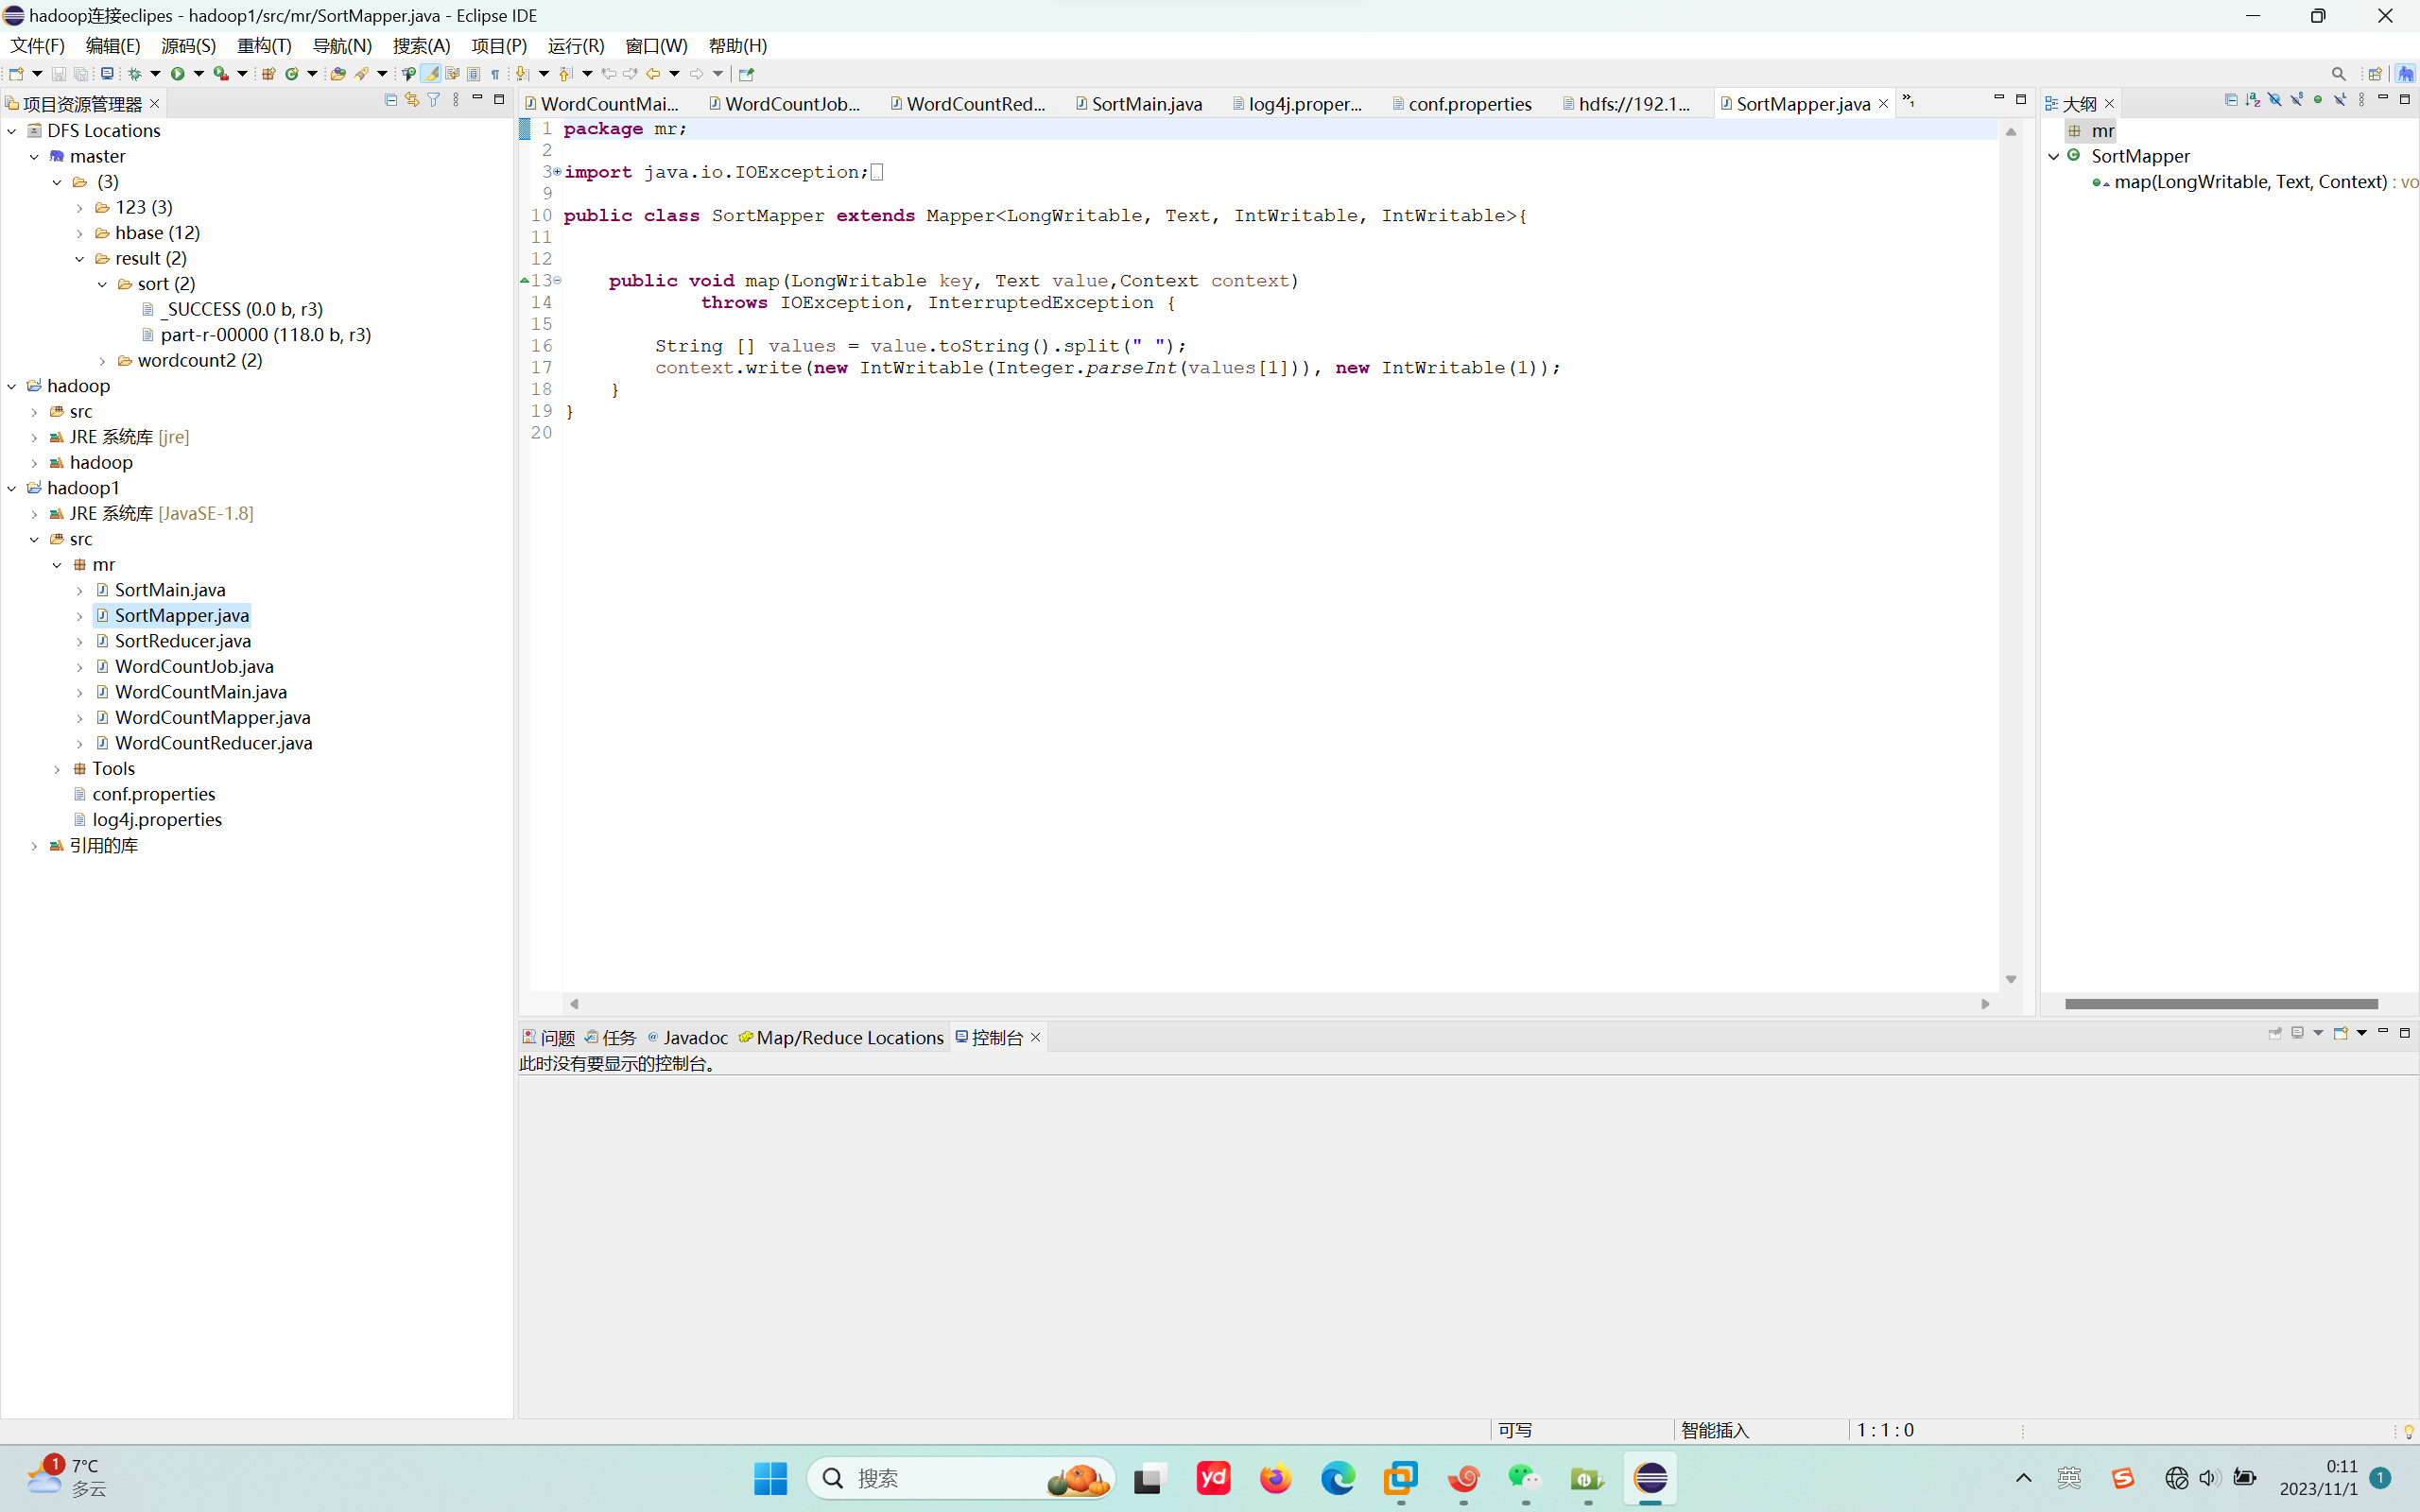 hadoop连接eclipes - hadoop1/src/mr/SortMapper.java - Eclipse IDE
文件(F) 编辑(E) 源码(S) 重构(T) 导航(N) 搜索(A) 项目(P) 运行(R) 窗口(W) 帮助(H)
项目资源管理器
DFS Locations
master
(3)
123 (3)
hbase (12)
result (2)
sort (2)
_SUCCESS (0.0 b, r3)
part-r-00000 (118.0 b, r3)
wordcount2 (2)
hadoop
src
JRE 系统库 [jre]
hadoop
hadoop1
JRE 系统库 [JavaSE-1.8]
src
mr
SortMain.java
SortMapper.java
SortReducer.java
WordCountJob.java
WordCountMain.java
WordCountMapper.java
WordCountReducer.java
Tools
conf.properties
log4j.properties
引用的库
WordCountMai... WordCountJob... WordCountRed... SortMain.java log4j.proper... conf.properties hdfs://192.1... SortMapper.java »1
1 package mr;
2
3 import java.io.IOException;
9
10 public class SortMapper extends Mapper<LongWritable, Text, IntWritable, IntWritable>{
11
12
13 public void map(LongWritable key, Text value,Context context)
14 throws IOException, InterruptedException {
15
16 String [] values = value.toString().split(" ");
17 context.write(new IntWritable(Integer.parseInt(values[1])), new IntWritable(1));
18 }
19 }
20
大纲
mr
SortMapper
map(LongWritable, Text, Context) : vo
问题 任务 Javadoc Map/Reduce Locations 控制台
此时没有要显示的控制台。
可写 智能插入 1 : 1 : 0
1 7°C
多云
搜索
yd
英
0:11
2023/11/1
1